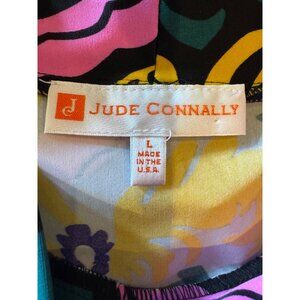 J JUDE CONNALLY
L
MADE
IN THE
U.S.A.